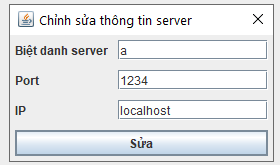 Chỉnh sửa thông tin server
Biệt danh server a
Port 1234
IP localhost
Sửa